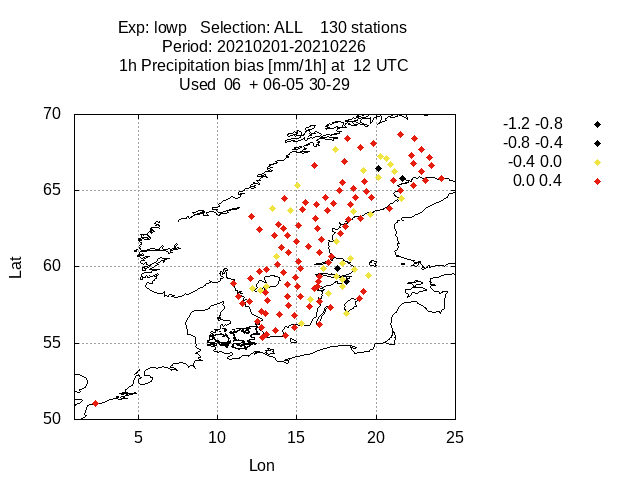 Exp: lowp   Selection: ALL    130 stations
Period: 20210201-20210226
1h Precipitation bias [mm/1h] at  12 UTC
Used  06  + 06-05 30-29
-1.2 -0.8
-0.8 -0.4
-0.4 0.0
0.0 0.4
70
65
60
55
50
Lat
5
10
15
20
25
Lon